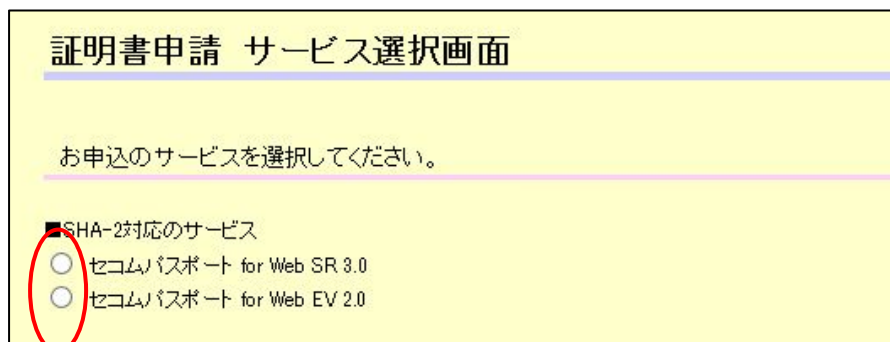 証明書申請 サービス選択画面
お申込のサービスを選択してください。
■SHA-2対応のサービス
セコムパスポート for Web SR 3.0
セコムパスポート for Web EV 2.0